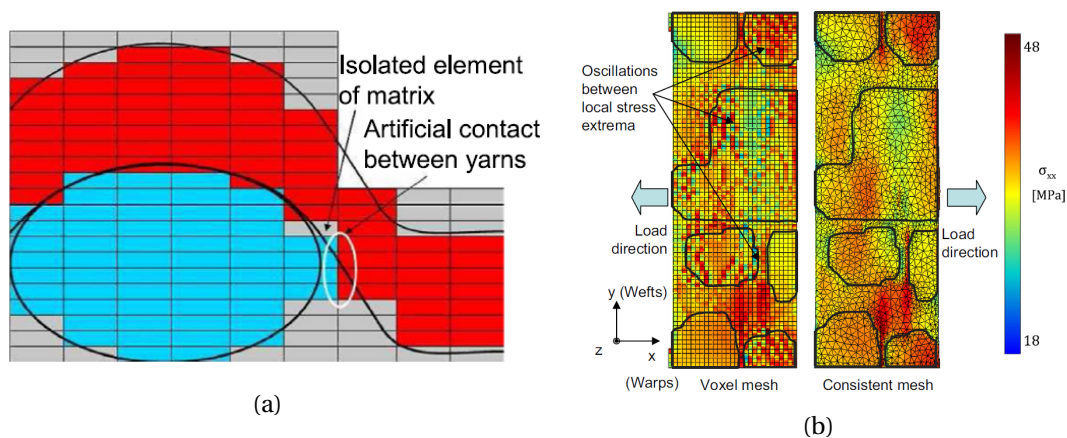 Isolated element
of matrix
Artificial contact
between yarns
(a)
Oscillations
between
local stress
extrema
Load
direction
y (Wefts)
z
x
(Warps)
Voxel mesh
Consistent mesh
Load
direction
48
σxx
[MPa]
18
(b)